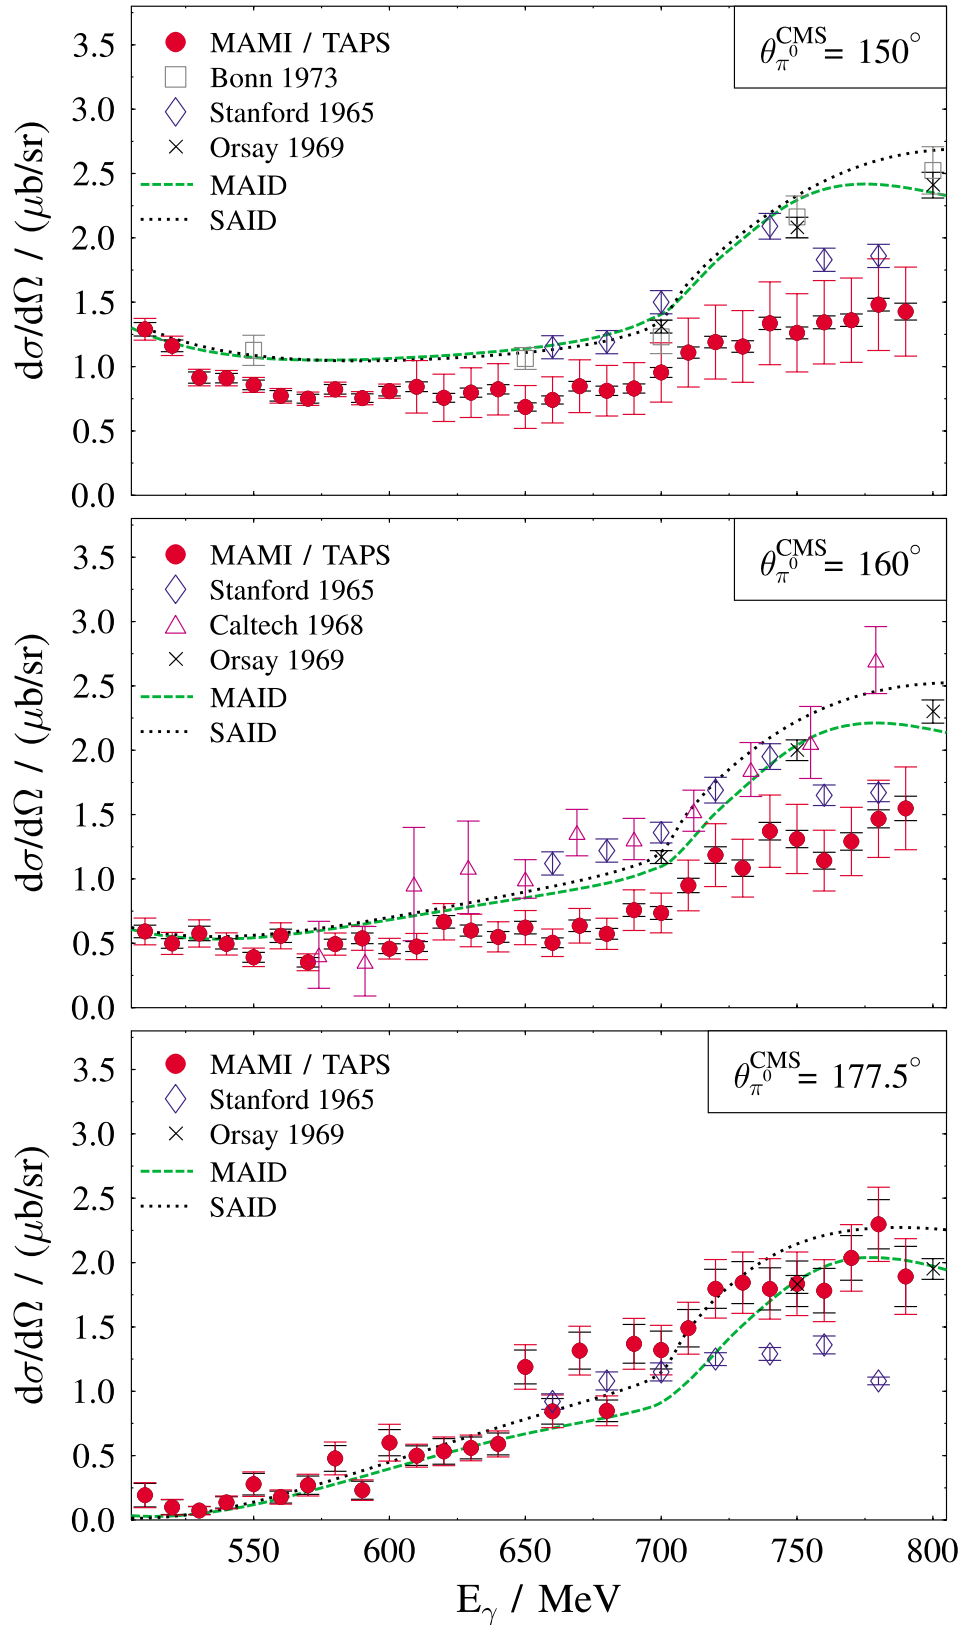 3.5
3.0
2.5
2.0
1.5
1.0
0.5
0.0
dσ/dΩ / (μb/sr)
MAMI / TAPS
Bonn 1973
Stanford 1965
Orsay 1969
MAID
SAID
θ_{π⁰}^{CMS} = 150°
3.5
3.0
2.5
2.0
1.5
1.0
0.5
0.0
dσ/dΩ / (μb/sr)
MAMI / TAPS
Stanford 1965
Caltech 1968
Orsay 1969
MAID
SAID
θ_{π⁰}^{CMS} = 160°
3.5
3.0
2.5
2.0
1.5
1.0
0.5
0.0
dσ/dΩ / (μb/sr)
MAMI / TAPS
Stanford 1965
Orsay 1969
MAID
SAID
θ_{π⁰}^{CMS} = 177.5°
550 600 650 700 750 800
E_γ / MeV